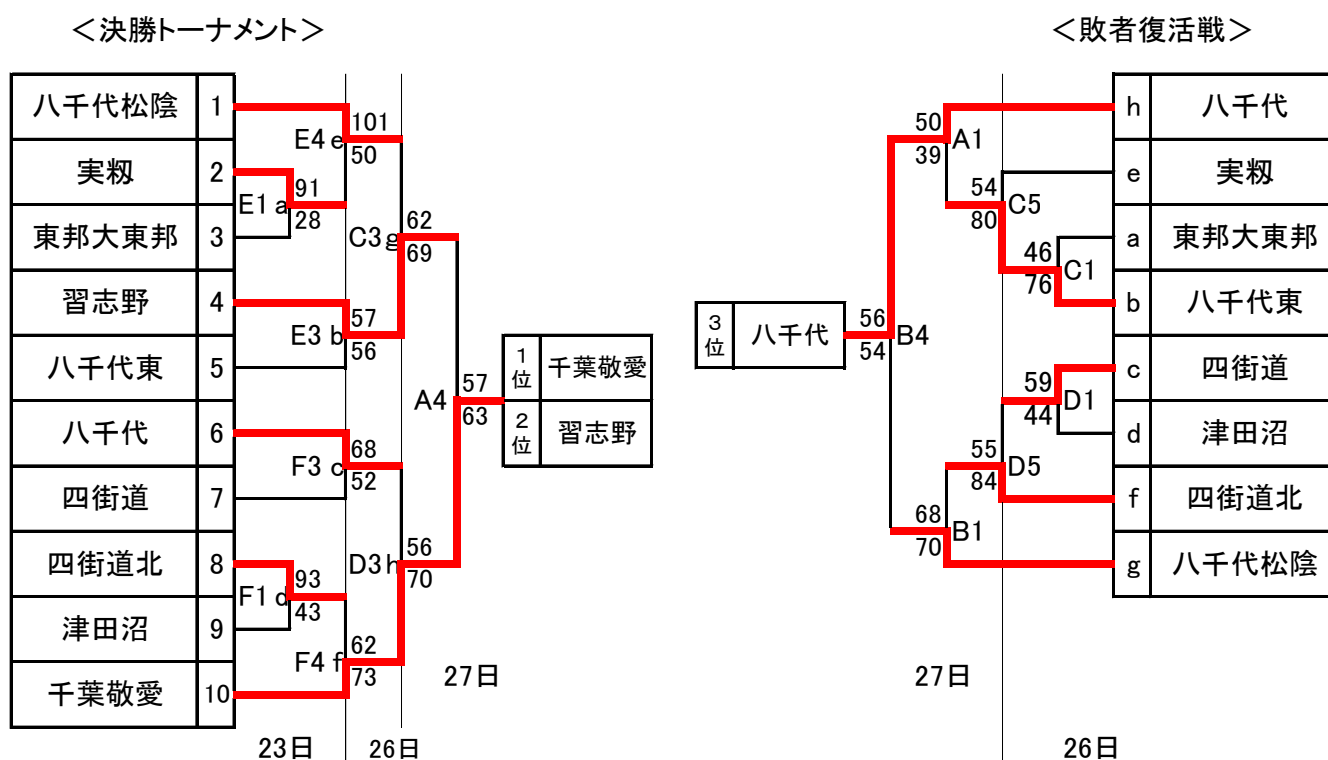 ＜決勝トーナメント＞
＜敗者復活戦＞
八千代松陰 1
実籾 2
東邦大東邦 3
習志野 4
八千代東 5
八千代 6
四街道 7
四街道北 8
津田沼 9
千葉敬愛 10
E4 e
101
50
E1 a
91
28
C3 g
62
69
E3 b
57
56
A4
57
63
F3 c
68
52
D3 h
56
70
F1 d
93
43
F4 f
62
73
1位 千葉敬愛
2位 習志野
23日
26日
27日
3位 八千代
56
54
B4
50
39
A1
54
80
C5
46
76
C1
59
44
D1
55
84
D5
68
70
B1
h 八千代
e 実籾
a 東邦大東邦
b 八千代東
c 四街道
d 津田沼
f 四街道北
g 八千代松陰
27日
26日